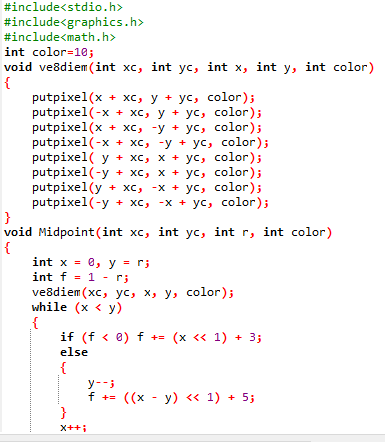 #include<stdio.h>
#include<graphics.h>
#include<math.h>
int color=10;
void ve8diem(int xc, int yc, int x, int y, int color)
{
putpixel(x + xc, y + yc, color);
putpixel(-x + xc, y + yc, color);
putpixel(x + xc, -y + yc, color);
putpixel(-x + xc, -y + yc, color);
putpixel( y + xc, x + yc, color);
putpixel(-y + xc, x + yc, color);
putpixel(y + xc, -x + yc, color);
putpixel(-y + xc, -x + yc, color);
}
void Midpoint(int xc, int yc, int r, int color)
{
int x = 0, y = r;
int f = 1 - r;
ve8diem(xc, yc, x, y, color);
while (x < y)
{
if (f < 0) f += (x << 1) + 3;
else
{
y--;
f += ((x - y) << 1) + 5;
}
x++;